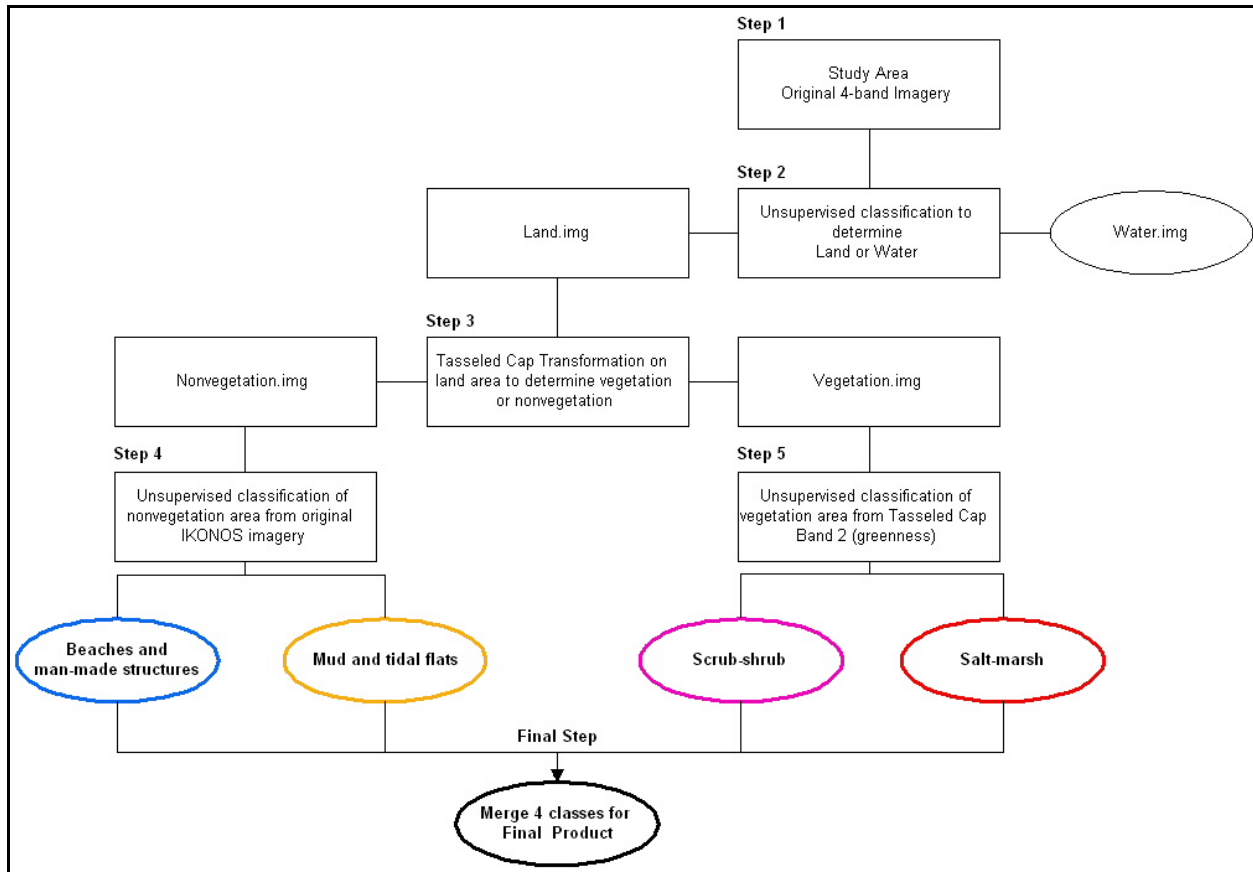 Step 1
Study Area
Original 4-band Imagery
Step 2
Land.img
Unsupervised classification to
determine
Land or Water
Water.img
Step 3
Nonvegetation.img
Tasseled Cap Transformation on
land area to determine vegetation
or nonvegetation
Vegetation.img
Step 4
Unsupervised classification of
nonvegetation area from original
IKONOS imagery
Step 5
Unsupervised classification of
vegetation area from Tasseled Cap
Band 2 (greenness)
Beaches and
man-made structures
Mud and tidal flats
Scrub-shrub
Salt-marsh
Final Step
Merge 4 classes for
Final Product